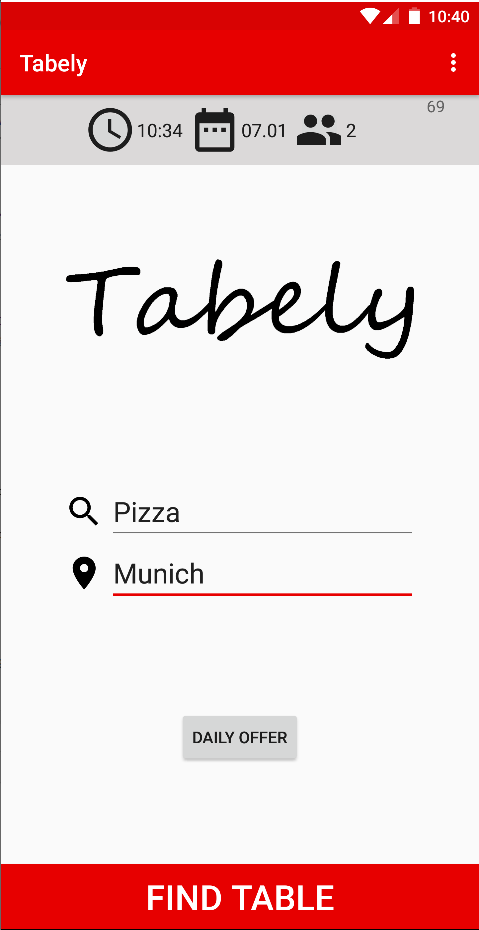 10:40
Tabely
69
10:34 07.01 2
Tabely
Pizza
Munich
DAILY OFFER
FIND TABLE